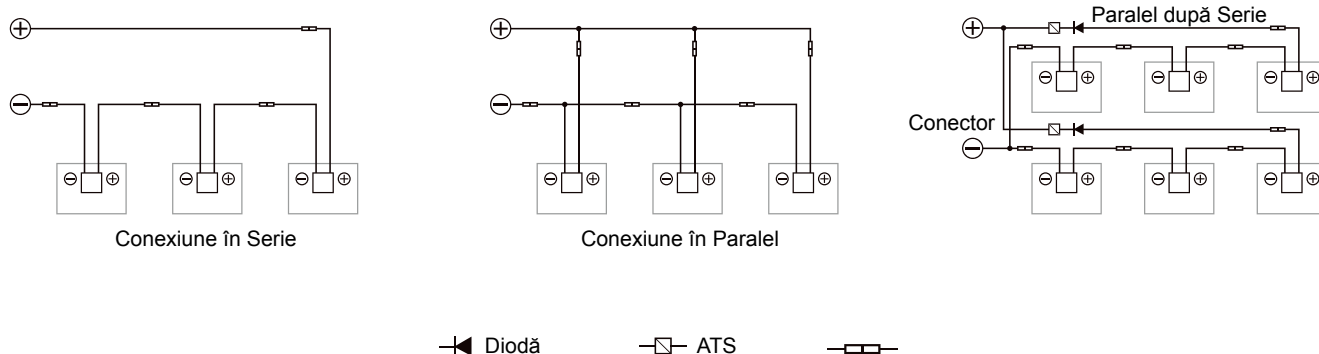 Paralel după Serie
Conector
Conexiune în Serie
Conexiune în Paralel
Diodă
ATS